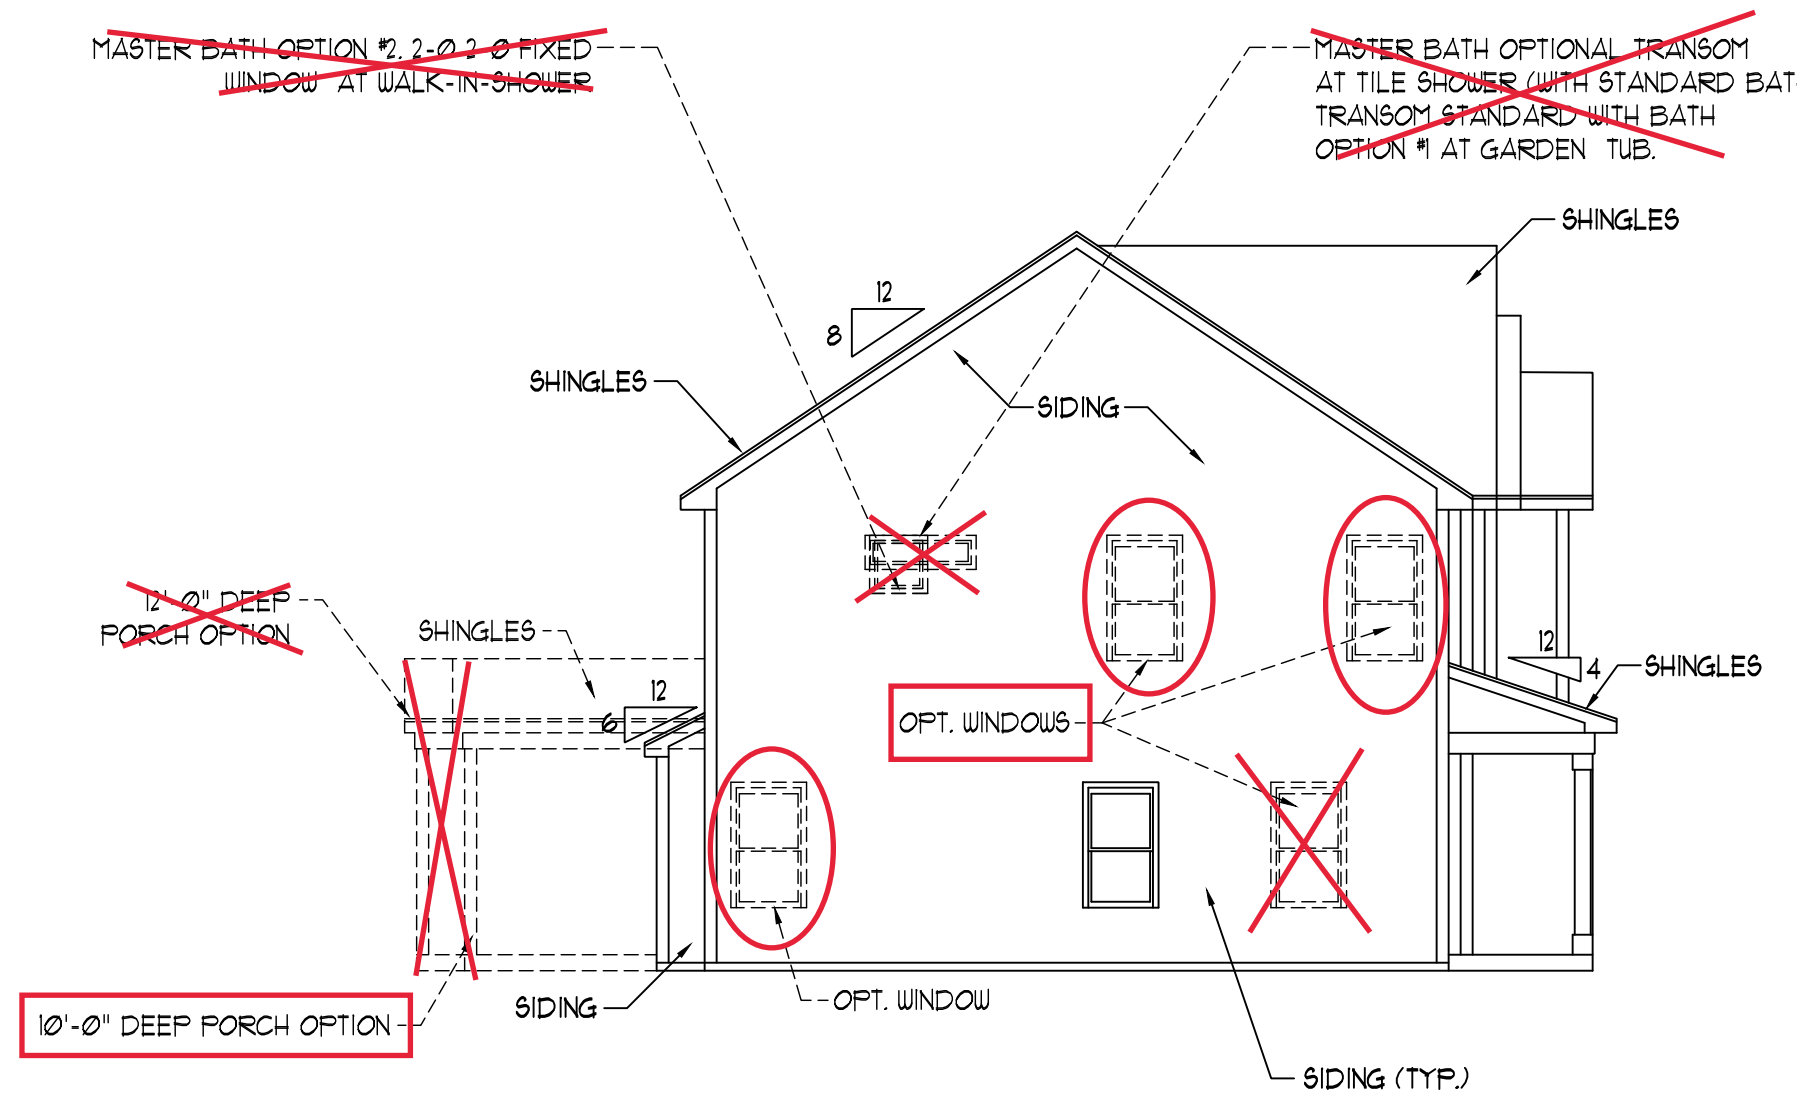 MASTER BATH OPTION #2. 2-0 2-0 FIXED
WINDOW AT WALK-IN-SHOWER.
MASTER BATH OPTIONAL TRANSOM
AT TILE SHOWER (WITH STANDARD BAT
TRANSOM STANDARD WITH BATH
OPTION #1 AT GARDEN TUB.
SHINGLES
12
8
SHINGLES
SIDING
12'-0" DEEP
PORCH OPTION
SHINGLES
12
6
12
4
SHINGLES
OPT. WINDOWS
SIDING
OPT. WINDOW
10'-0" DEEP PORCH OPTION
SIDING (TYP.)